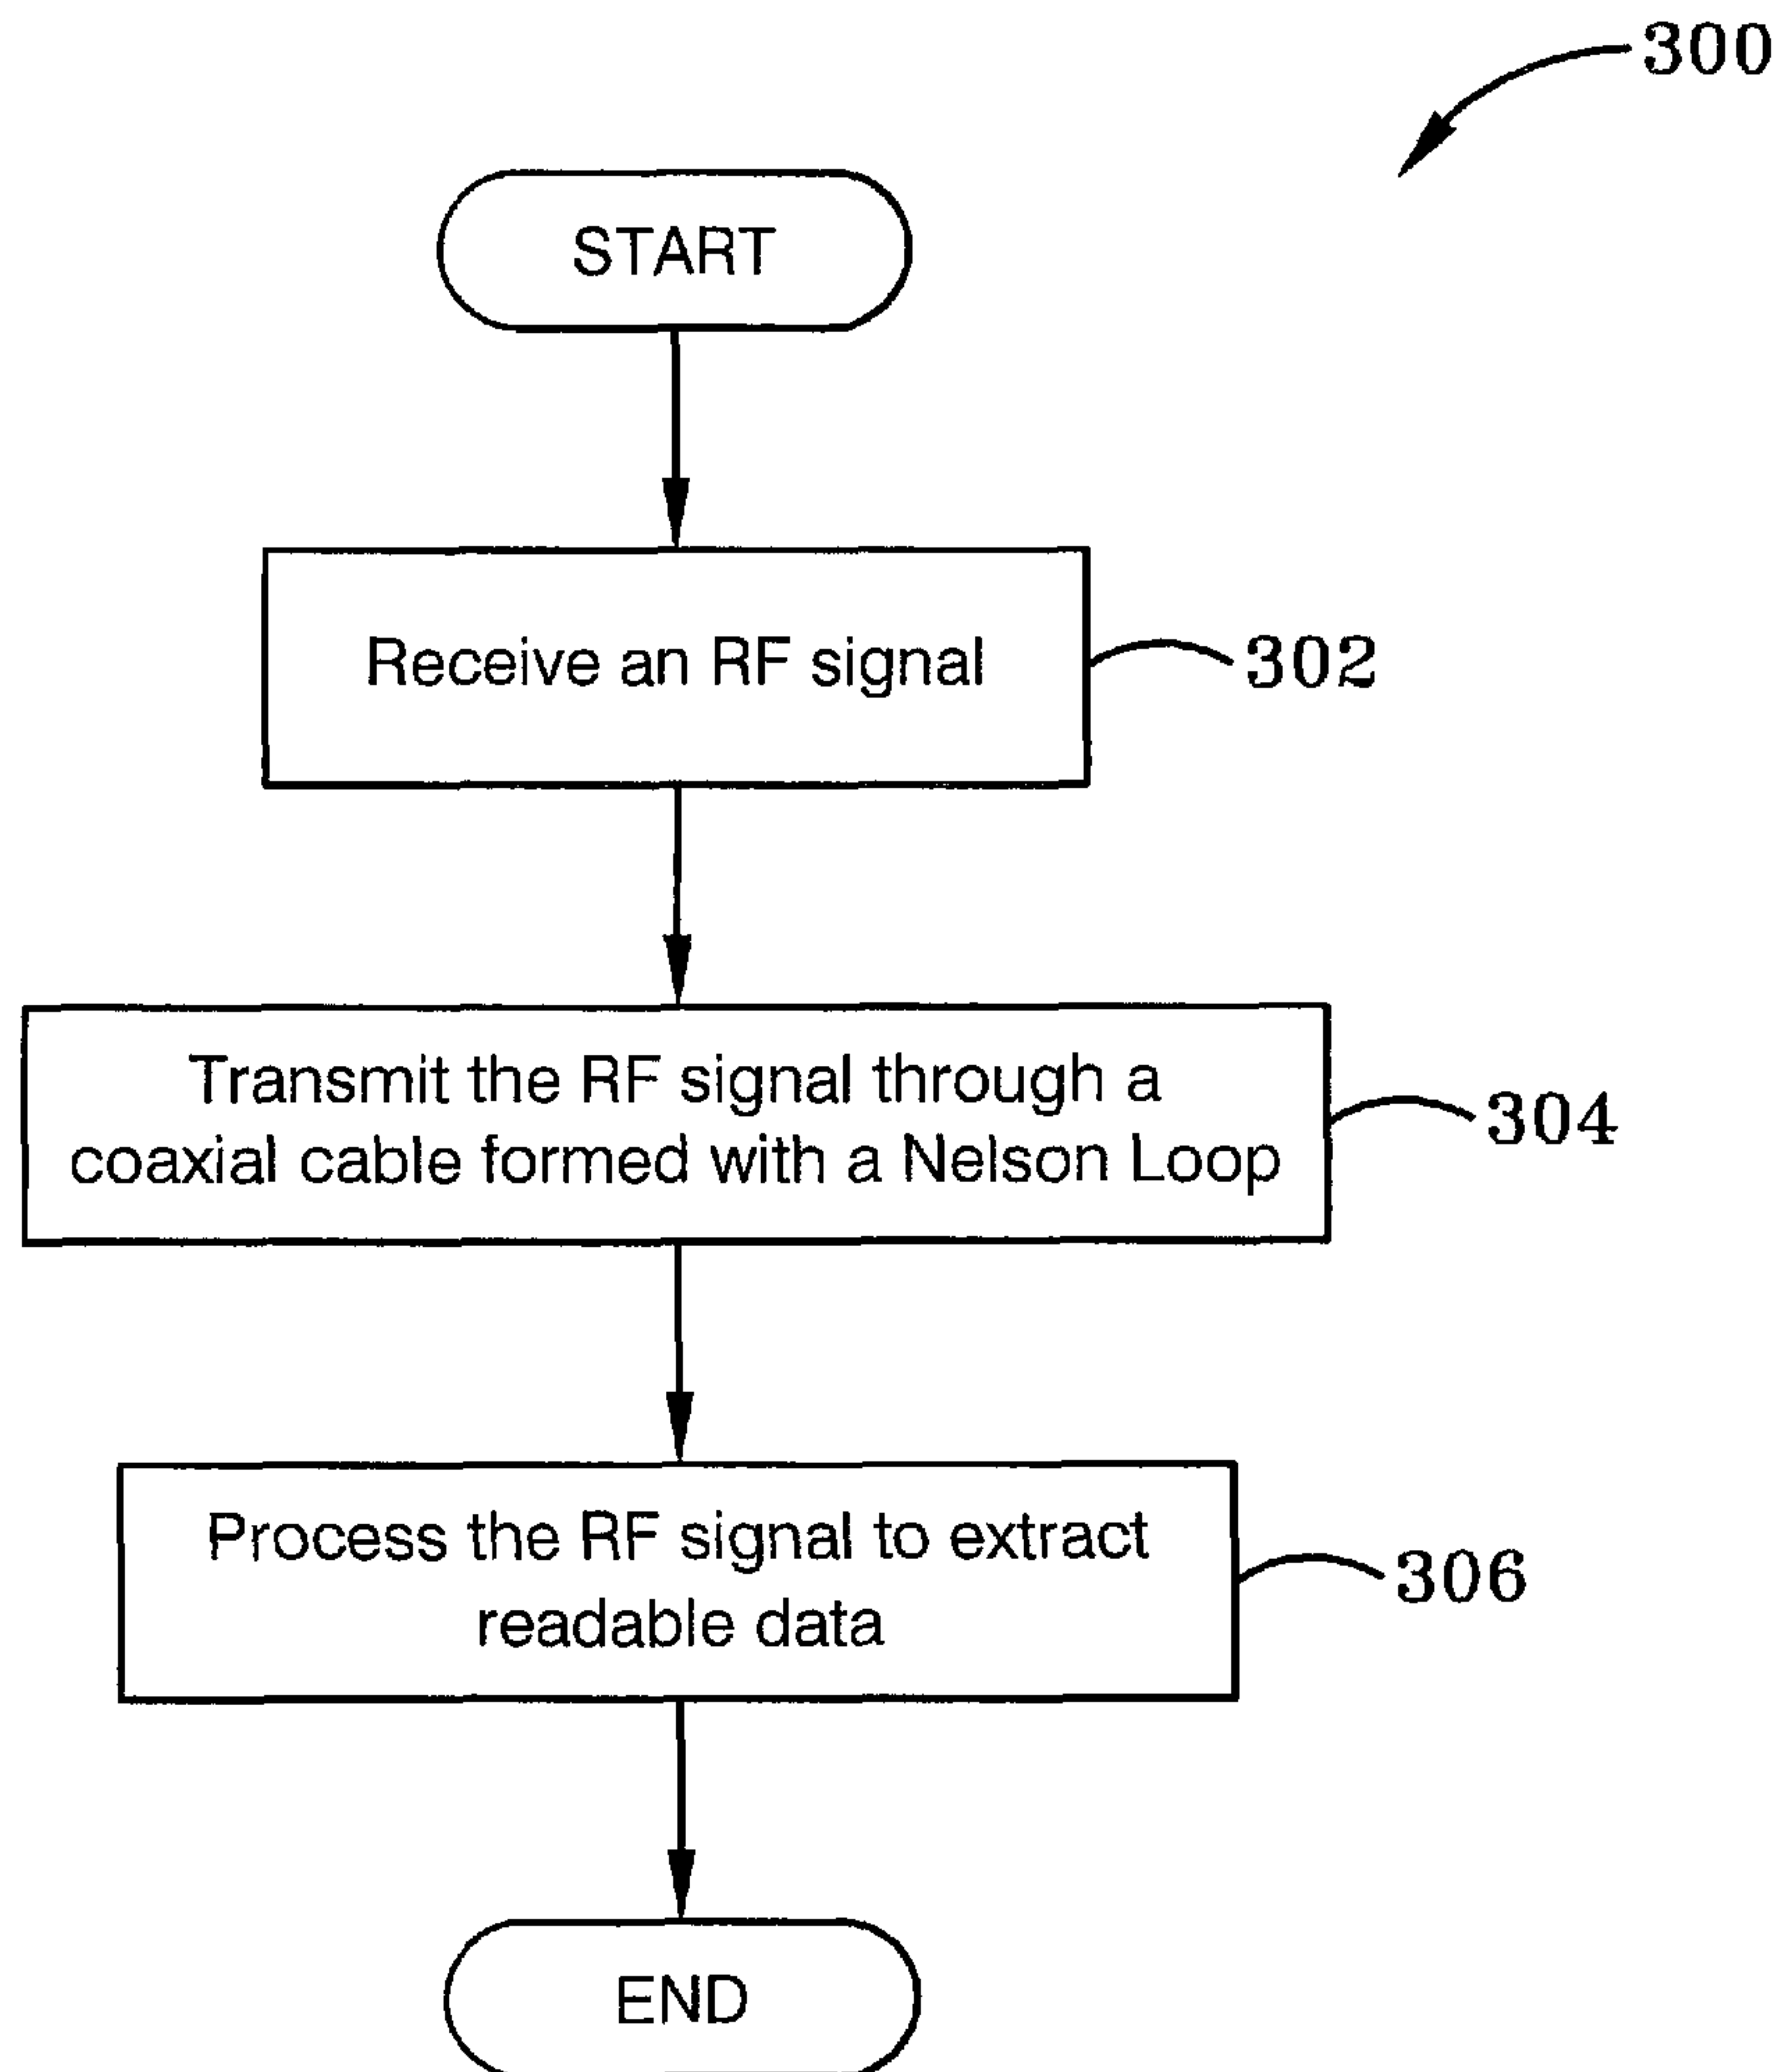 300
START
Receive an RF signal
302
Transmit the RF signal through a
coaxial cable formed with a Nelson Loop
304
Process the RF signal to extract
readable data
306
END